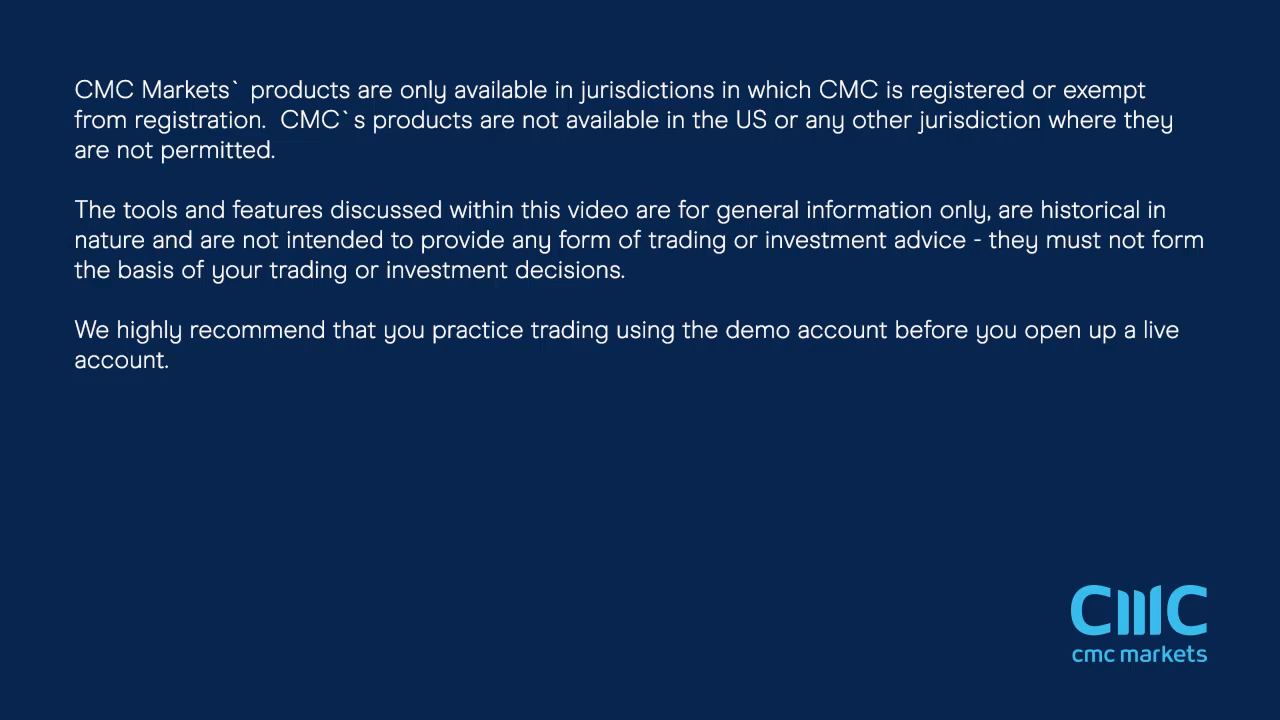 CMC Markets` products are only available in jurisdictions in which CMC is registered or exempt
from registration.  CMC`s products are not available in the US or any other jurisdiction where they
are not permitted.
The tools and features discussed within this video are for general information only, are historical in
nature and are not intended to provide any form of trading or investment advice - they must not form
the basis of your trading or investment decisions.
We highly recommend that you practice trading using the demo account before you open up a live
account.
CMC
cmc markets